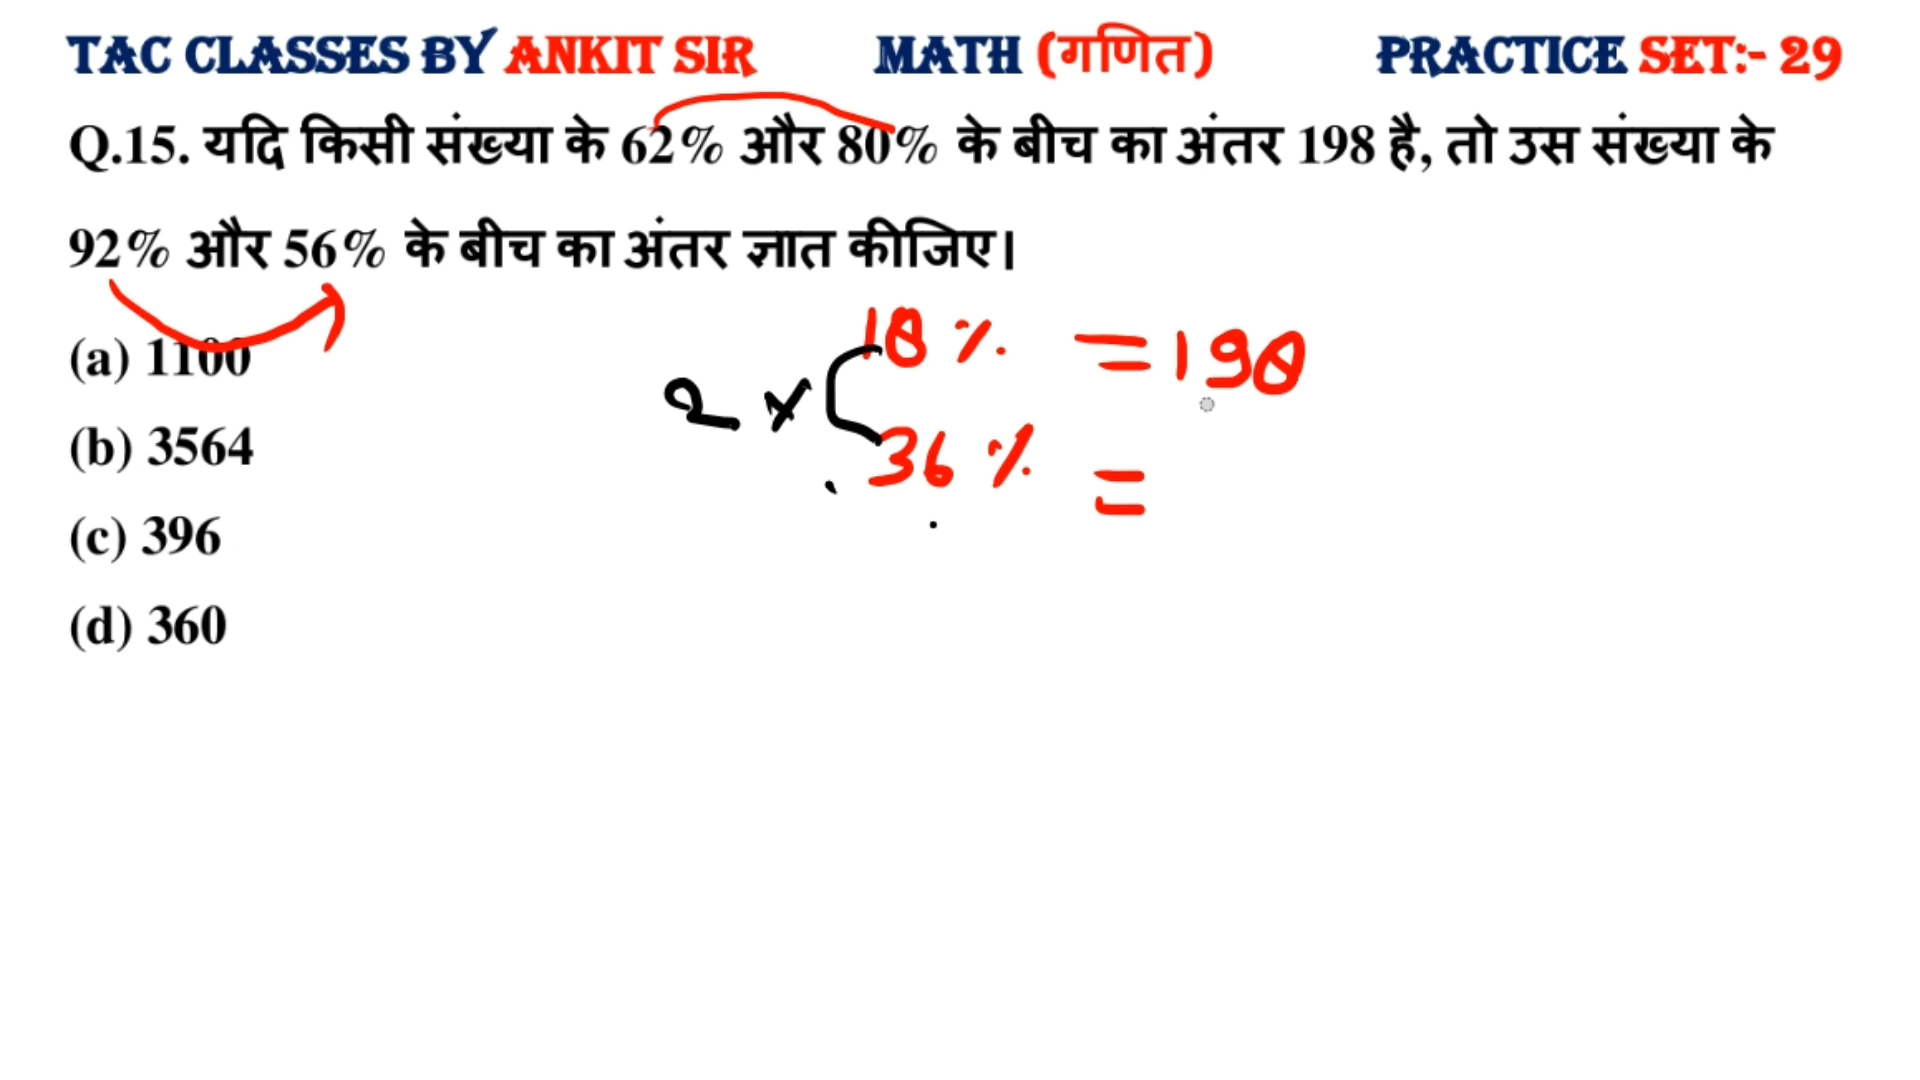 TAC CLASSES BY ANKIT SIR MATH (गणित) PRACTICE SET:- 29
Q.15. यदि किसी संख्या के 62% और 80% के बीच का अंतर 198 है, तो उस संख्या के
92% और 56% के बीच का अंतर ज्ञात कीजिए।
(a) 1100
(b) 3564
(c) 396
(d) 360
18 % = 198
2 ×
36 % =